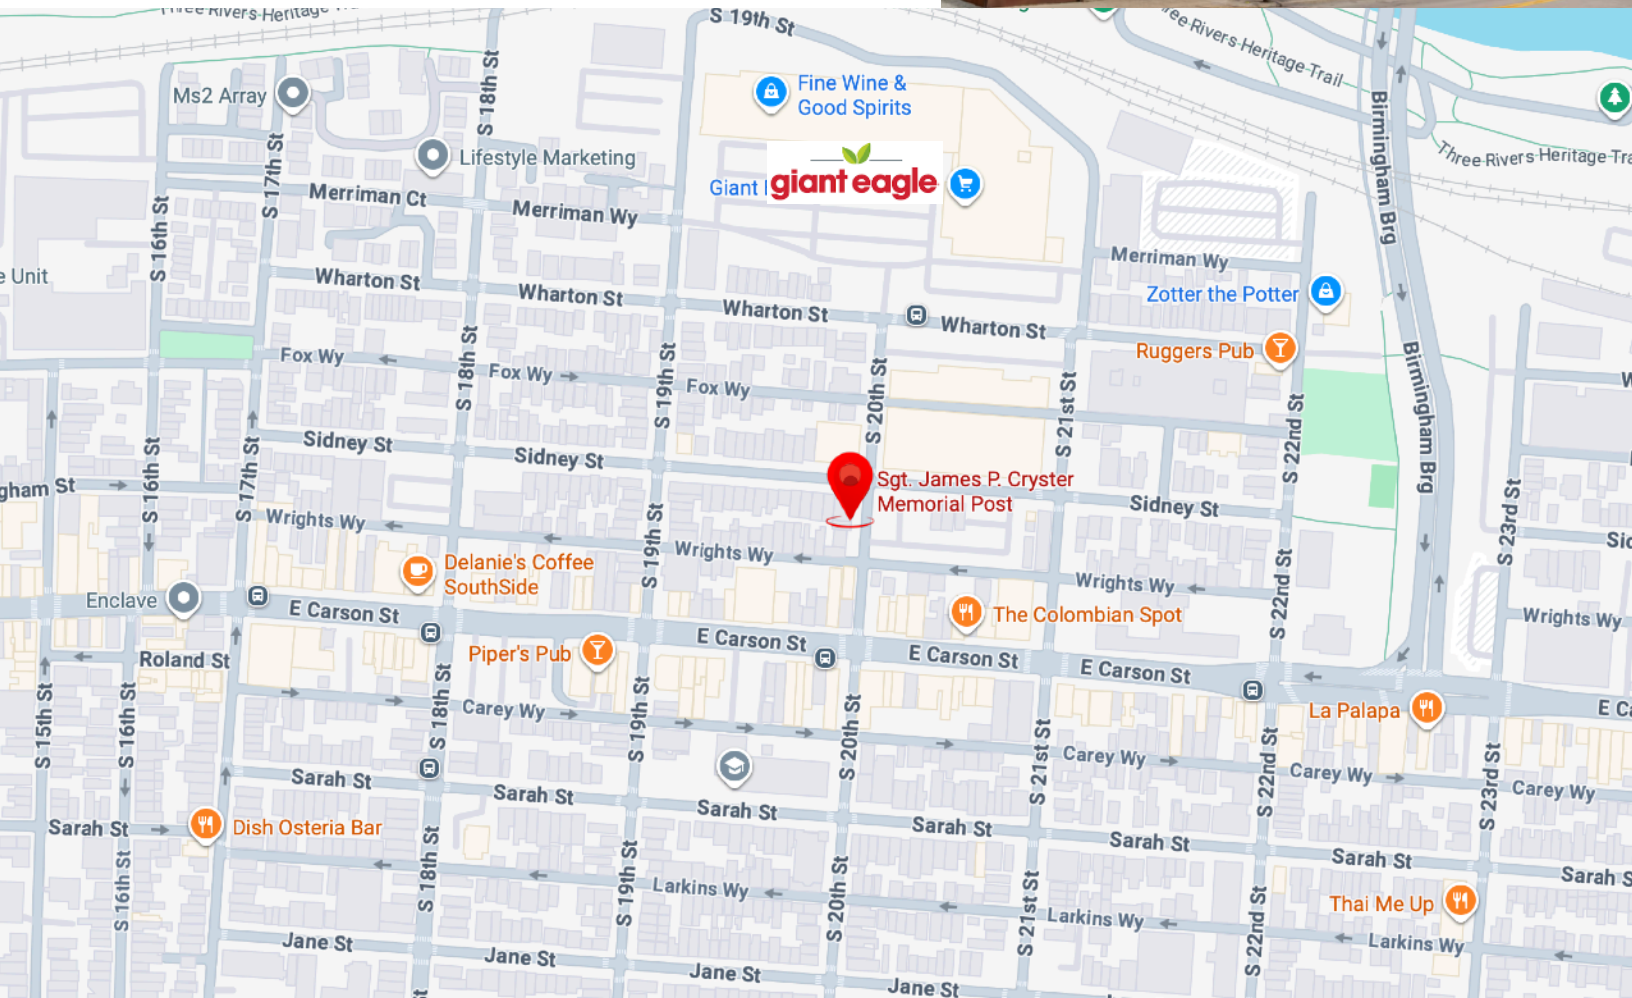 Three Rivers Heritage Tra
S 19th St
Three Rivers Heritage Trail
Fine Wine &
Good Spirits
Ms2 Array
S 18th St
Birmingham Brg
Lifestyle Marketing
Three Rivers Heritage Tra
S 17th St
giant eagle
Giant
Merriman Ct
Merriman Wy
S 16th St
Merriman Wy
e Unit
Wharton St
Wharton St
Wharton St
Wharton St
Zotter the Potter
Ruggers Pub
Fox Wy
Fox Wy
Fox Wy
S 18th St
S 19th St
S 20th St
S 21st St
S 22nd St
Birmingham Brg
Sidney St
Sidney St
Sgt. James P. Cryster
Memorial Post
Sidney St
gham St
S 16th St
S 17th St
S 23rd St
Sid
Wrights Wy
Wrights Wy
Wrights Wy
Wrights Wy
S 19th St
S 22nd St
Delanie's Coffee
SouthSide
Enclave
E Carson St
The Colombian Spot
E Carson St
E Carson St
E Carson St
E Ca
Piper's Pub
Roland St
La Palapa
S 15th St
S 16th St
S 18th St
S 19th St
S 20th St
S 21st St
S 22nd St
S 23rd St
Carey Wy
Carey Wy
Carey Wy
Carey Wy
Sarah St
Sarah St
Sarah St
Sarah St
Sarah St
Sarah St
Sarah St
Sarah S
Dish Osteria Bar
S 16th St
S 18th St
S 19th St
S 20th St
S 21st St
S 22nd St
Larkins Wy
Larkins Wy
Larkins Wy
Thai Me Up
Jane St
Jane St
Jane St
Jane St